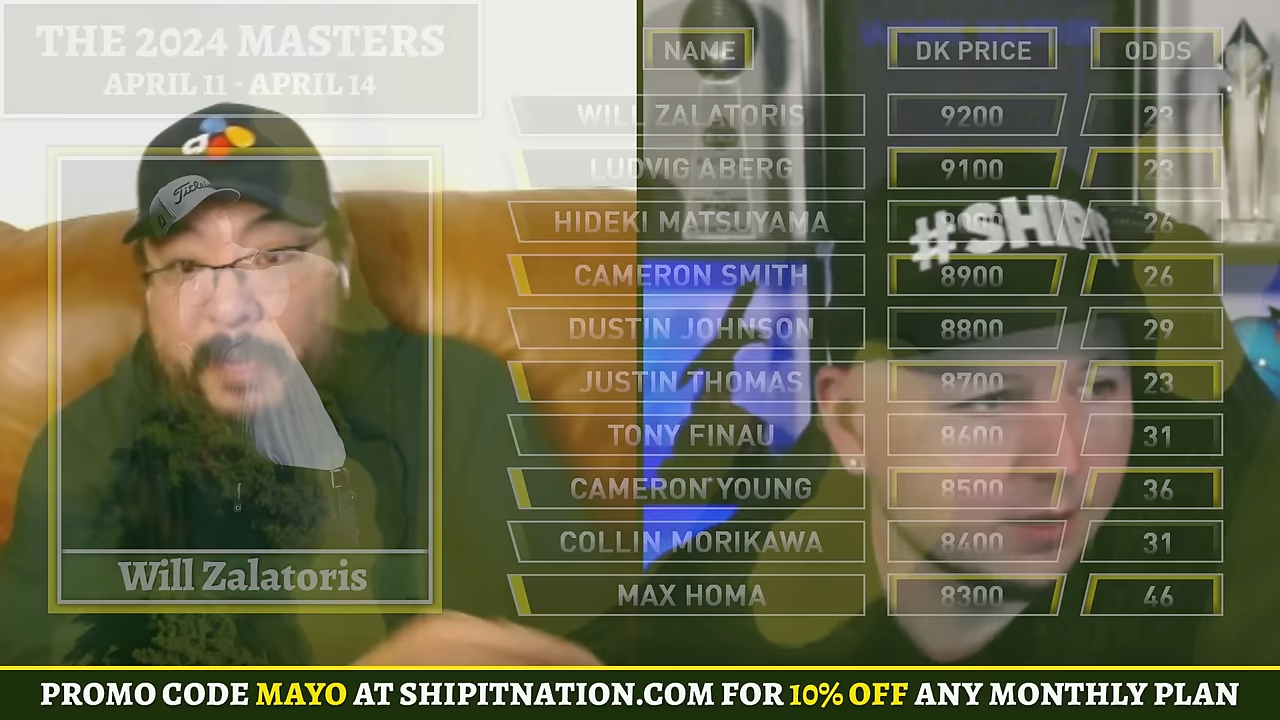 THE 2024 MASTERS
APRIL 11 - APRIL 14
NAME DK PRICE ODDS
WILL ZALATORIS 9200 23
LUDVIG ABERG 9100 23
HIDEKI MATSUYAMA 9000 26
CAMERON SMITH 8900 26
DUSTIN JOHNSON 8800 29
JUSTIN THOMAS 8700 23
TONY FINAU 8600 31
CAMERON YOUNG 8500 36
COLLIN MORIKAWA 8400 31
MAX HOMA 8300 46
Titleist
#SHIP
Will Zalatoris
PROMO CODE MAYO AT SHIPITNATION.COM FOR 10% OFF ANY MONTHLY PLAN